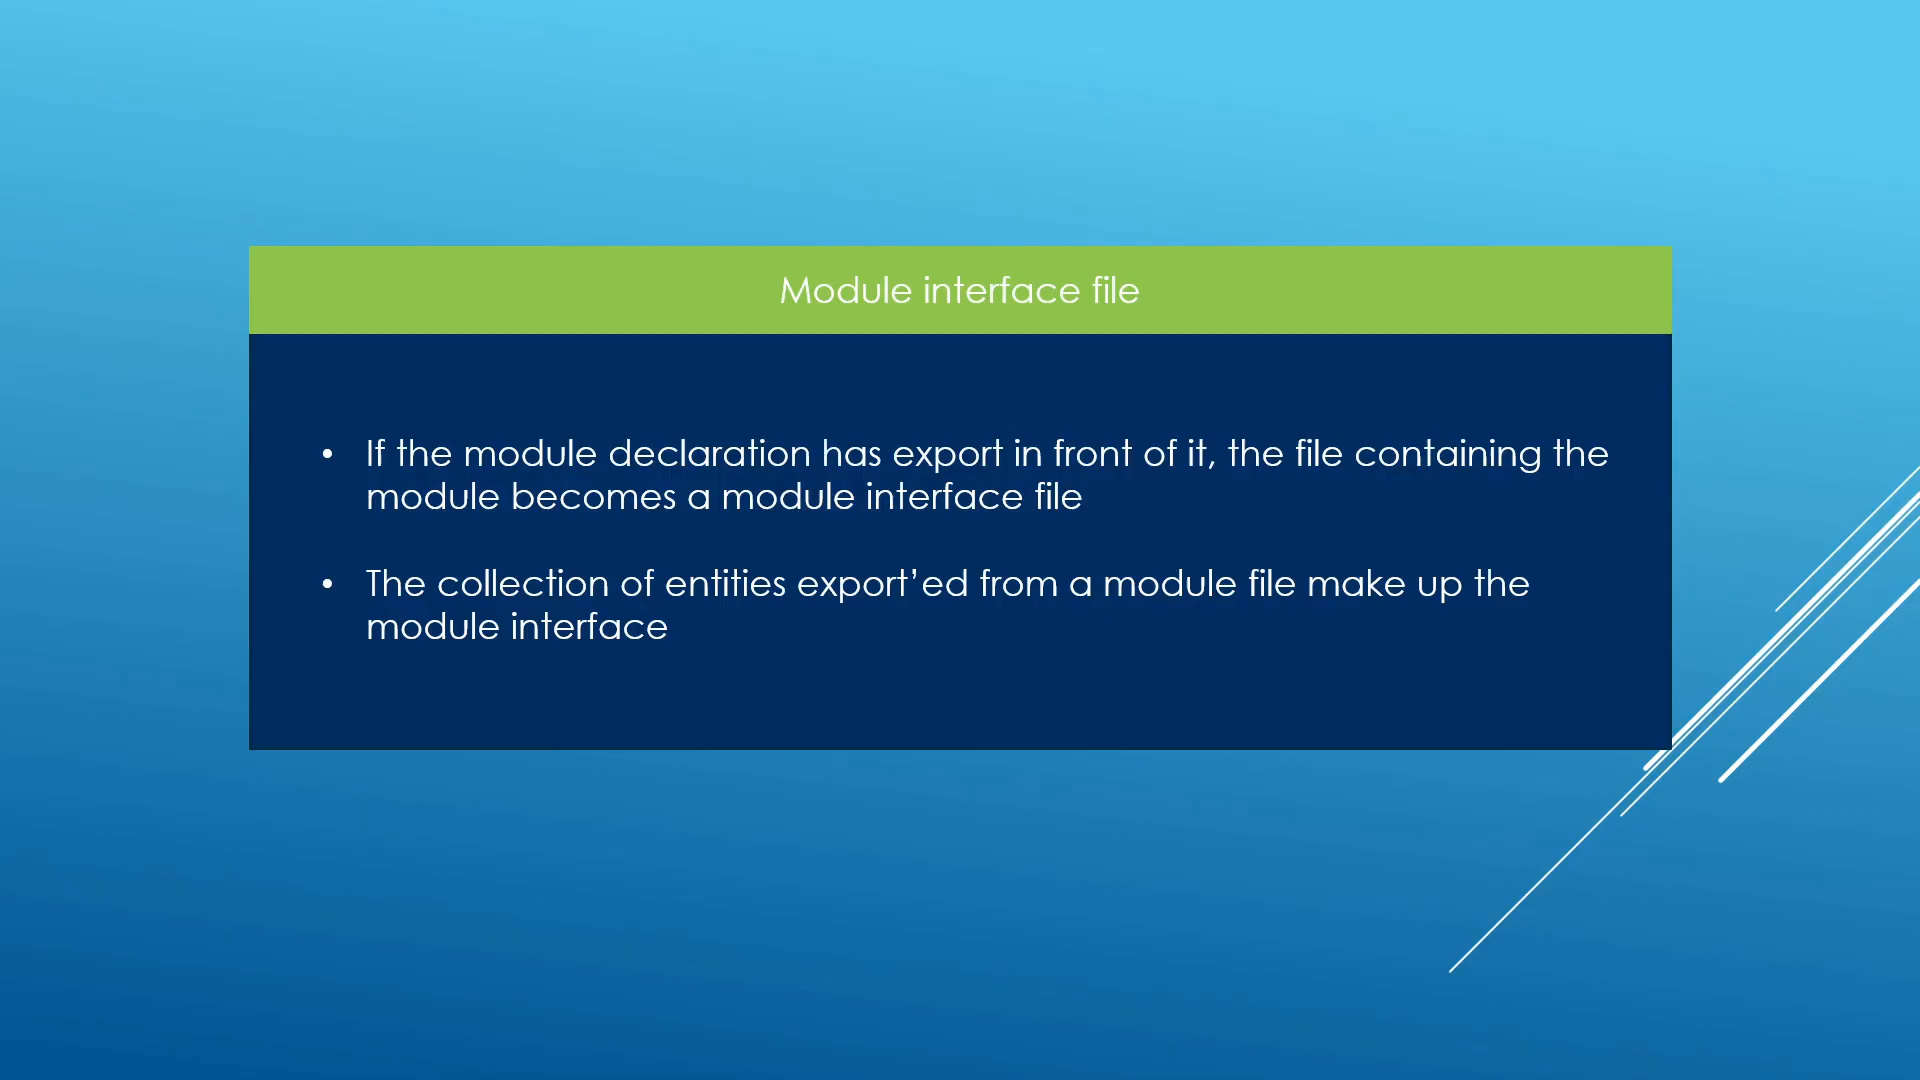 Module interface file
• If the module declaration has export in front of it, the file containing the
module becomes a module interface file
• The collection of entities export’ed from a module file make up the
module interface